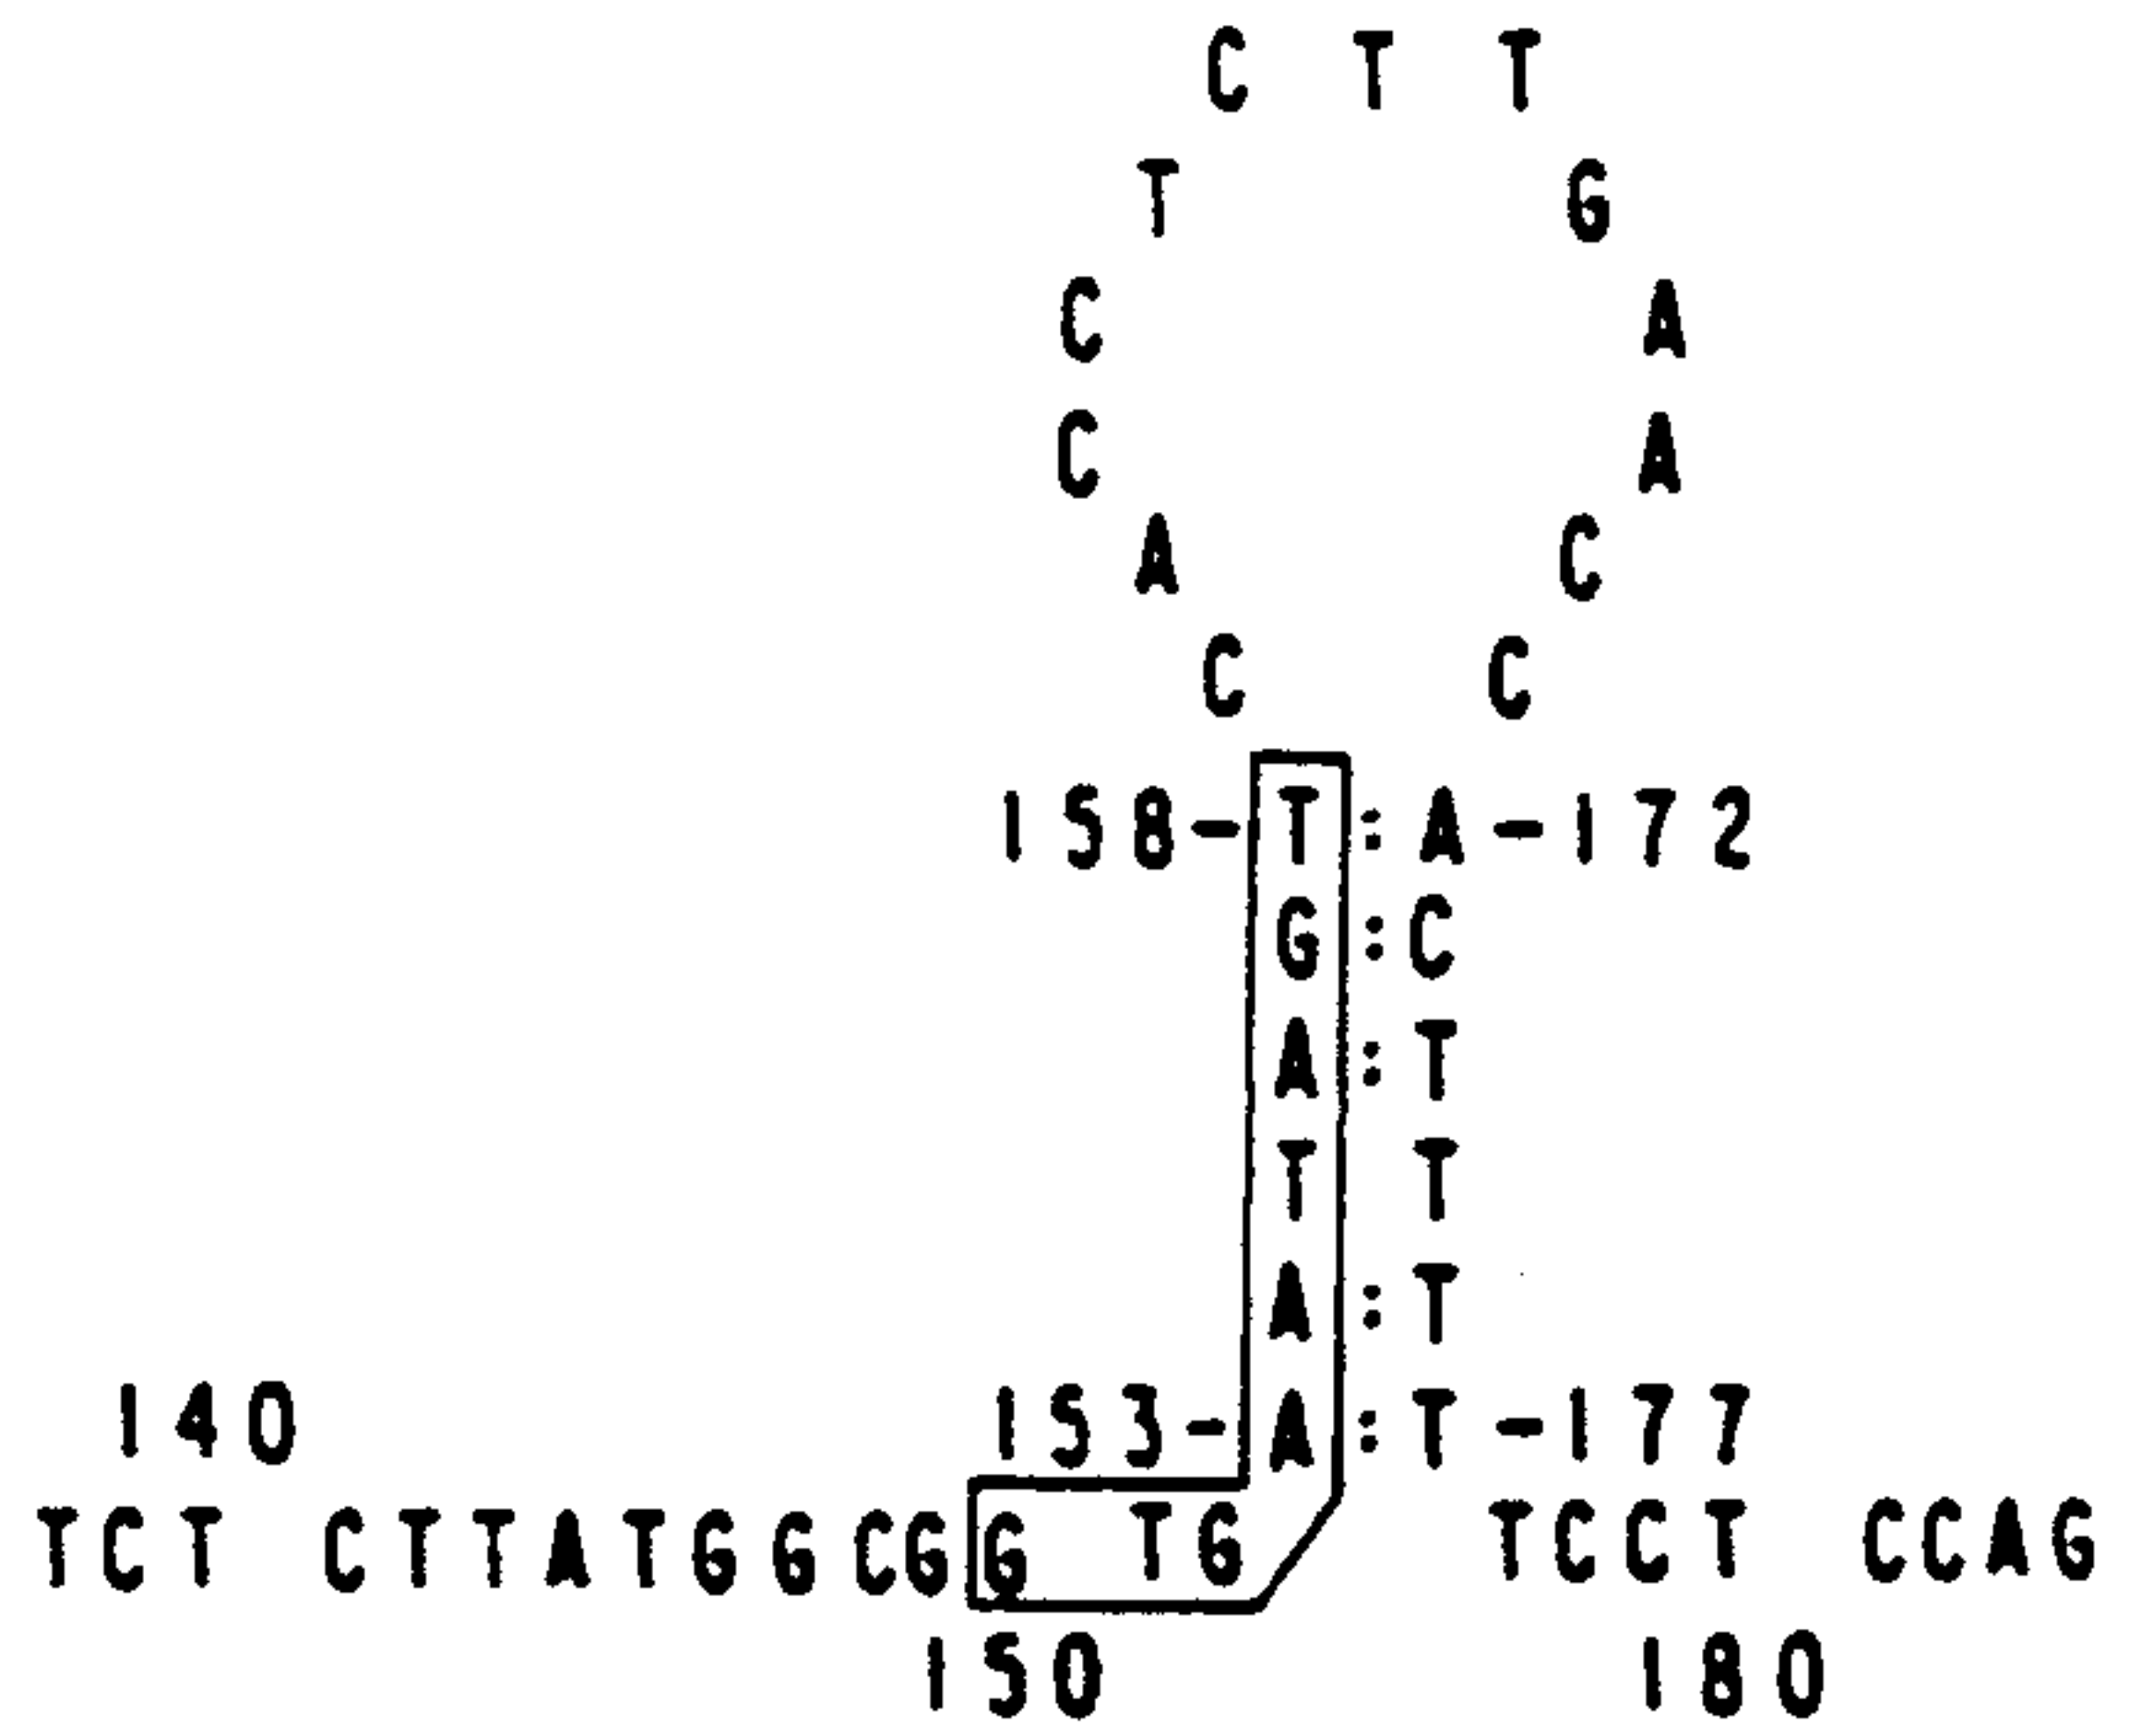 C T T
T G
C A
C A
A C
C C
158-T:A-172
G:C
A:T
T T
A:T
140 153-A:T-177
TCT CTTATGGCGG TG TCCT CCAG
150 180